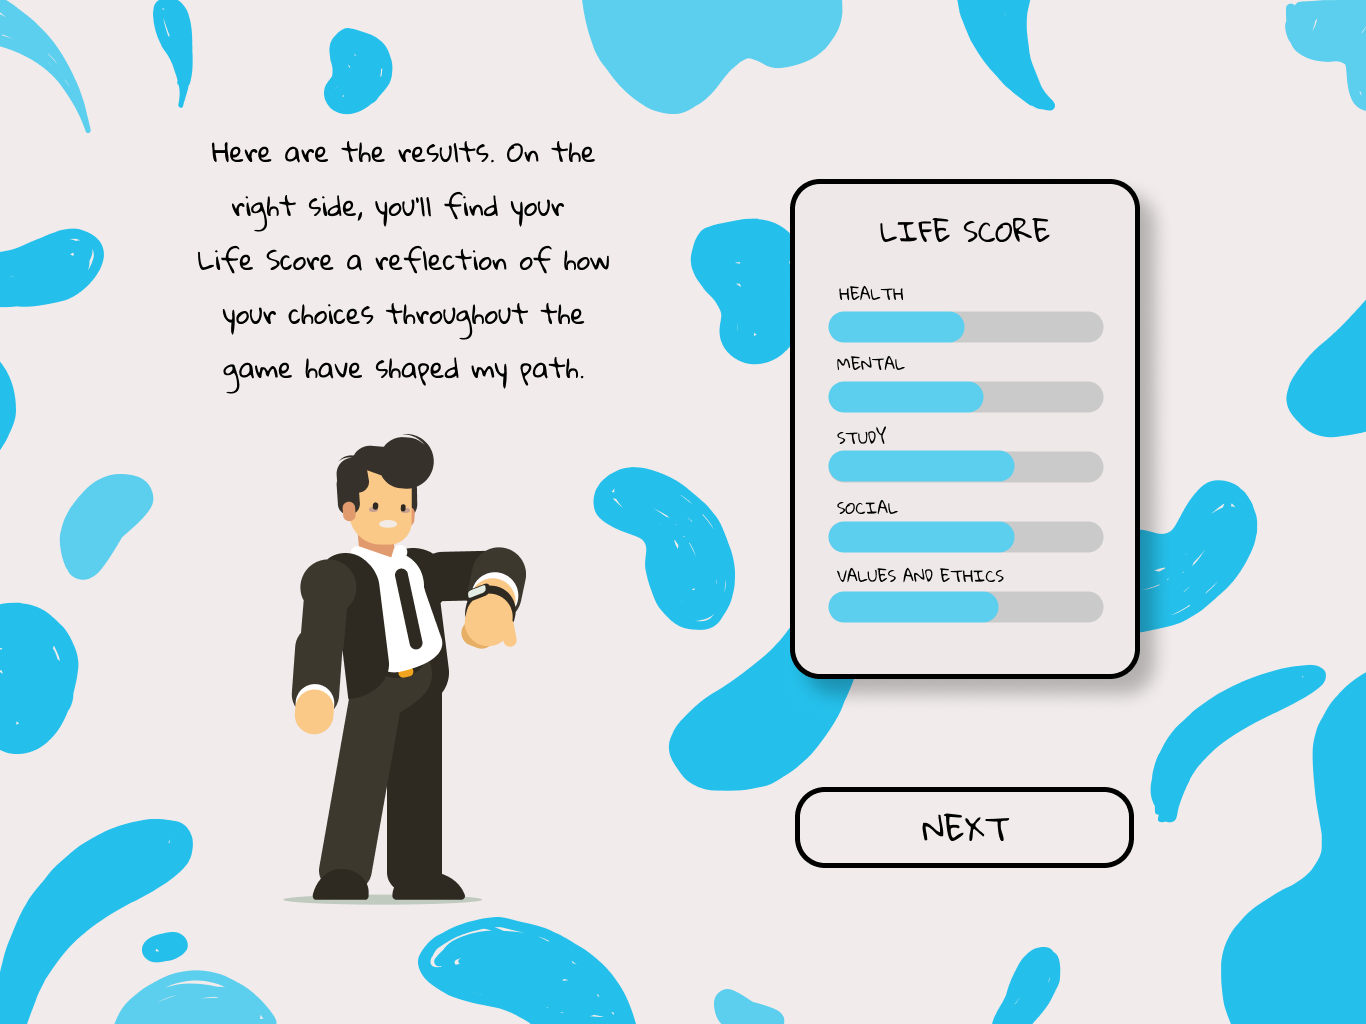 Here are the results. On the
right side, you'll find your
Life Score a reflection of how
your choices throughout the
game have shaped my path.
LIFE SCORE
HEALTH
MENTAL
STUDY
SOCIAL
VALUES AND ETHICS
NEXT